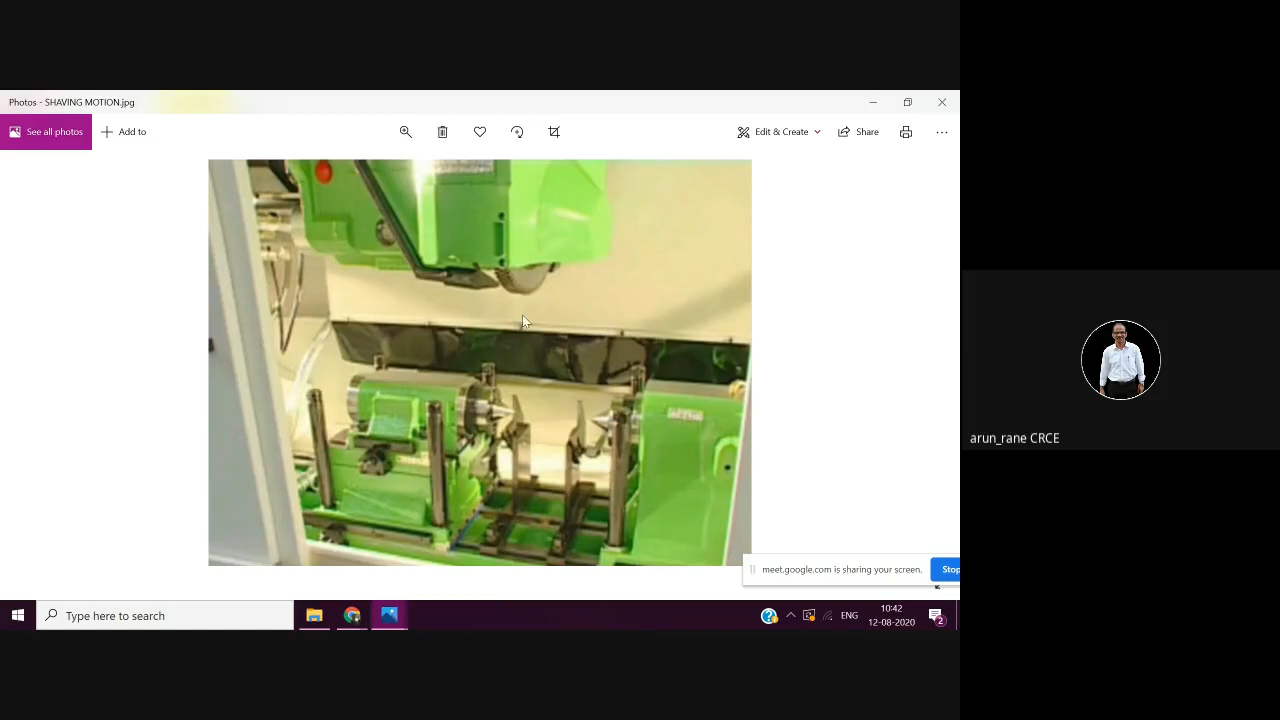 Photos - SHAVING MOTION.jpg
See all photos
Add to
Edit & Create
Share
arun_rane CRCE
meet.google.com is sharing your screen.
Stop
Type here to search
ENG
10:42
12-08-2020
2